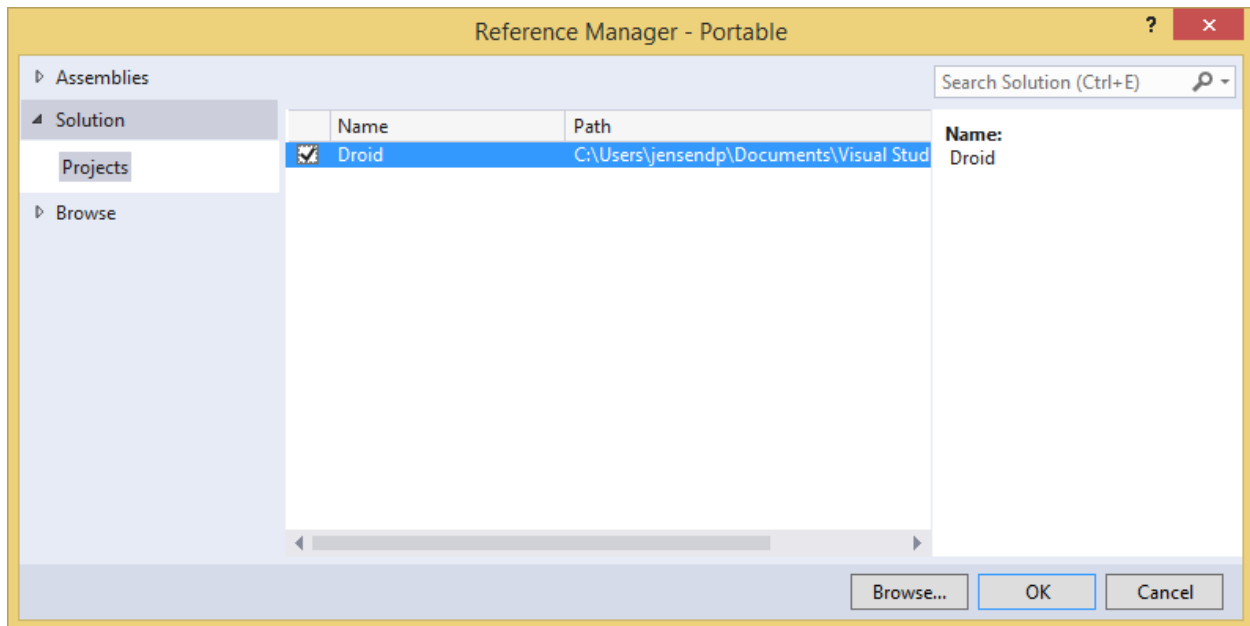 Reference Manager - Portable
?
Assemblies
Solution
Projects
Browse
Search Solution (Ctrl+E)
Name Path
Droid C:\Users\jensendp\Documents\Visual Stud
Name:
Droid
Browse... OK Cancel